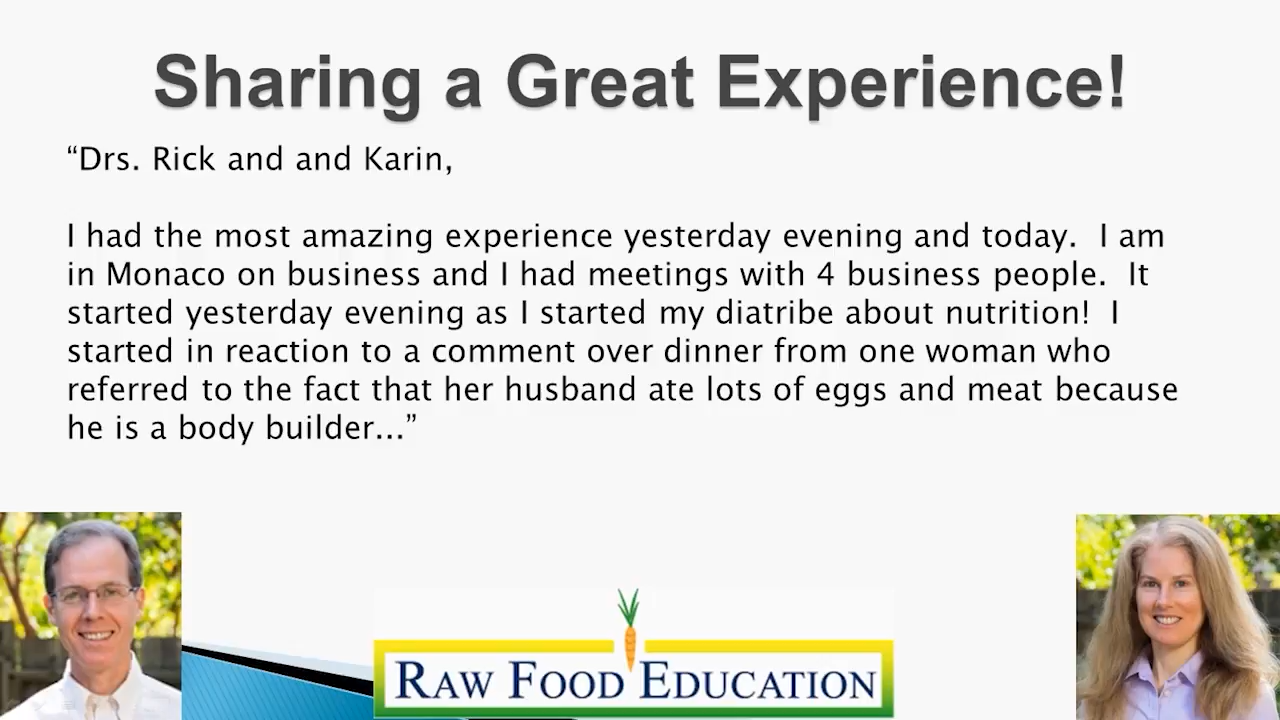 Sharing a Great Experience!
“Drs. Rick and and Karin,
I had the most amazing experience yesterday evening and today.  I am
in Monaco on business and I had meetings with 4 business people.  It
started yesterday evening as I started my diatribe about nutrition!  I
started in reaction to a comment over dinner from one woman who
referred to the fact that her husband ate lots of eggs and meat because
he is a body builder...”
RAW FOOD EDUCATION